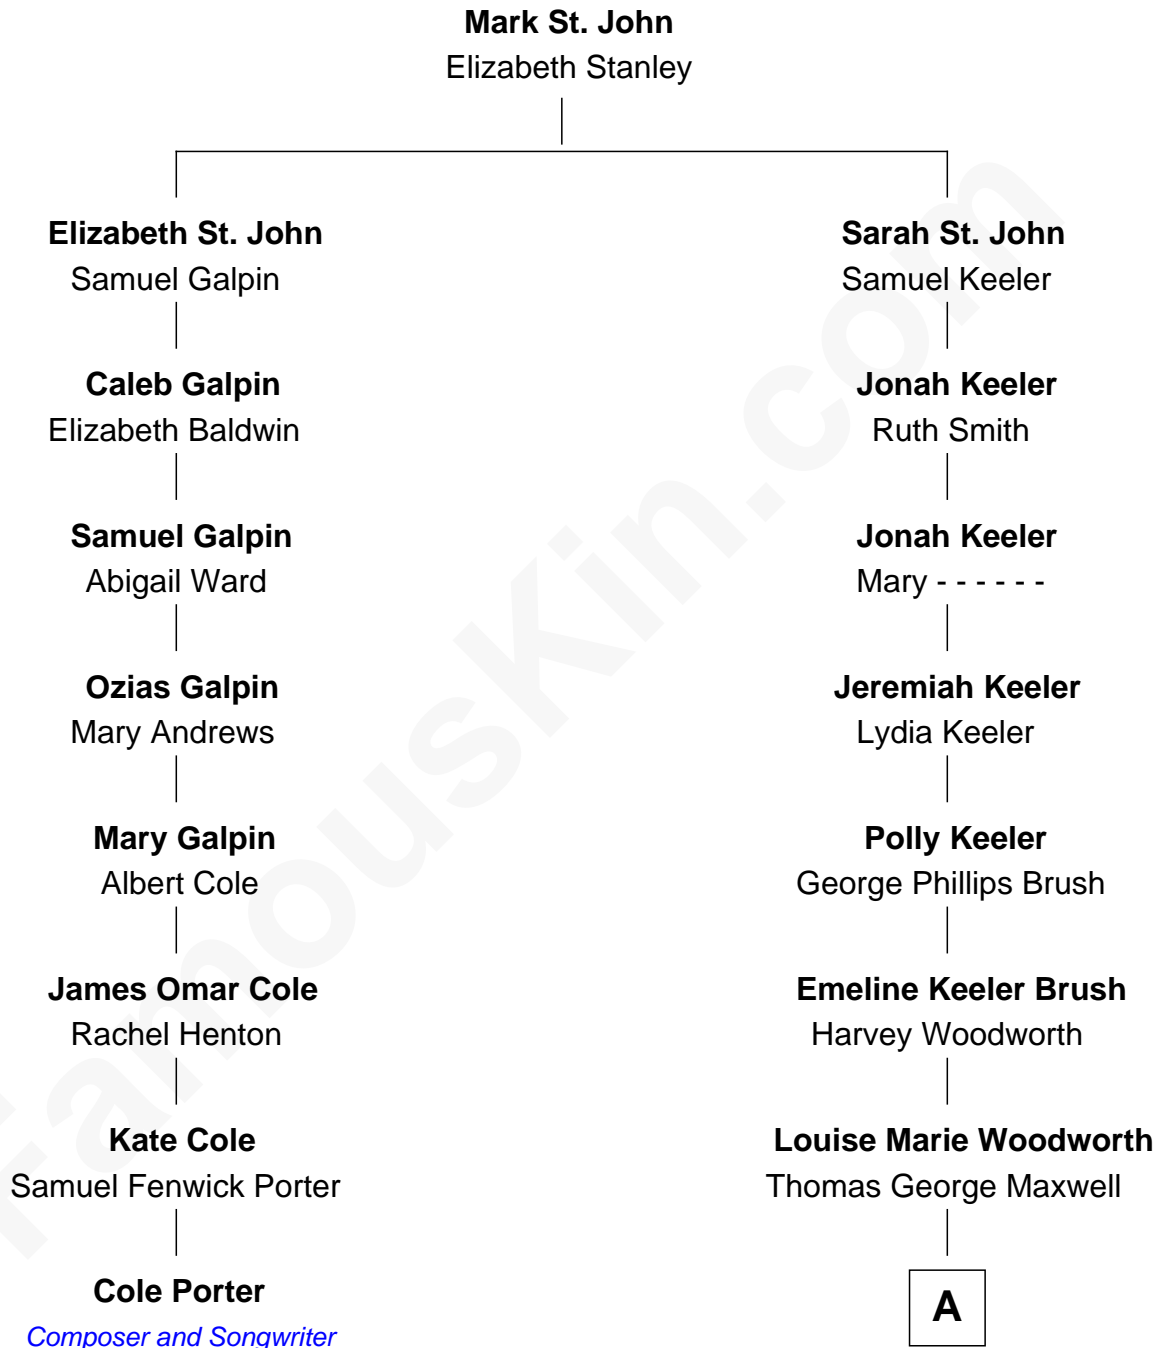 Mark St. John
Elizabeth Stanley
Elizabeth St. John
Samuel Galpin
Caleb Galpin
Elizabeth Baldwin
Samuel Galpin
Abigail Ward
Ozias Galpin
Mary Andrews
Mary Galpin
Albert Cole
James Omar Cole
Rachel Henton
Kate Cole
Samuel Fenwick Porter
Cole Porter
Composer and Songwriter
Sarah St. John
Samuel Keeler
Jonah Keeler
Ruth Smith
Jonah Keeler
Mary - - - - - -
Jeremiah Keeler
Lydia Keeler
Polly Keeler
George Phillips Brush
Emeline Keeler Brush
Harvey Woodworth
Louise Marie Woodworth
Thomas George Maxwell
A
FamousKin.com